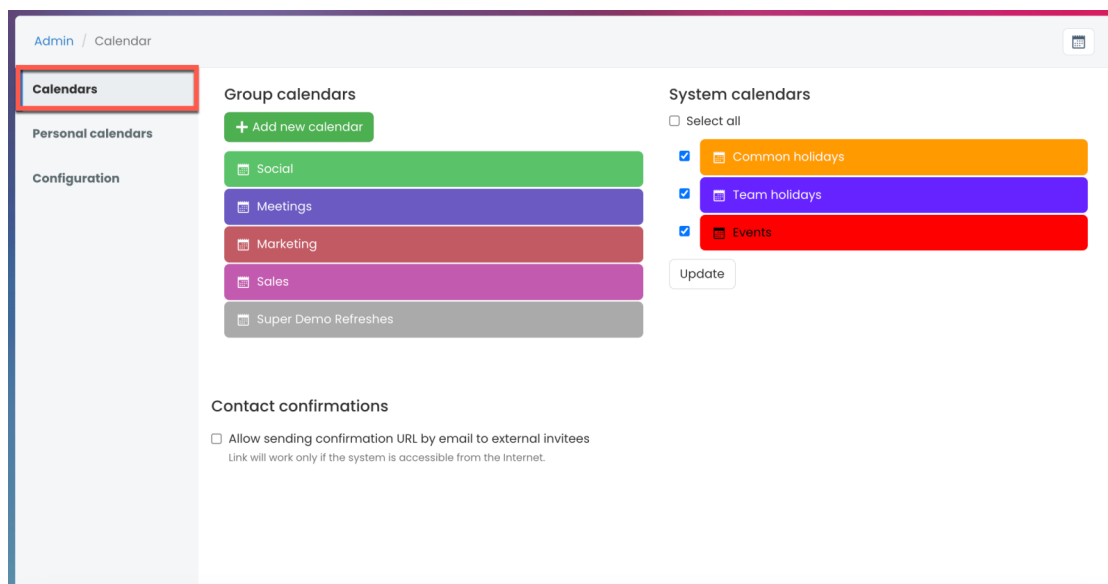 Admin / Calendar
Calendars
Personal calendars
Configuration
Group calendars
+ Add new calendar
Social
Meetings
Marketing
Sales
Super Demo Refreshes
System calendars
Select all
Common holidays
Team holidays
Events
Update
Contact confirmations
Allow sending confirmation URL by email to external invitees
Link will work only if the system is accessible from the Internet.